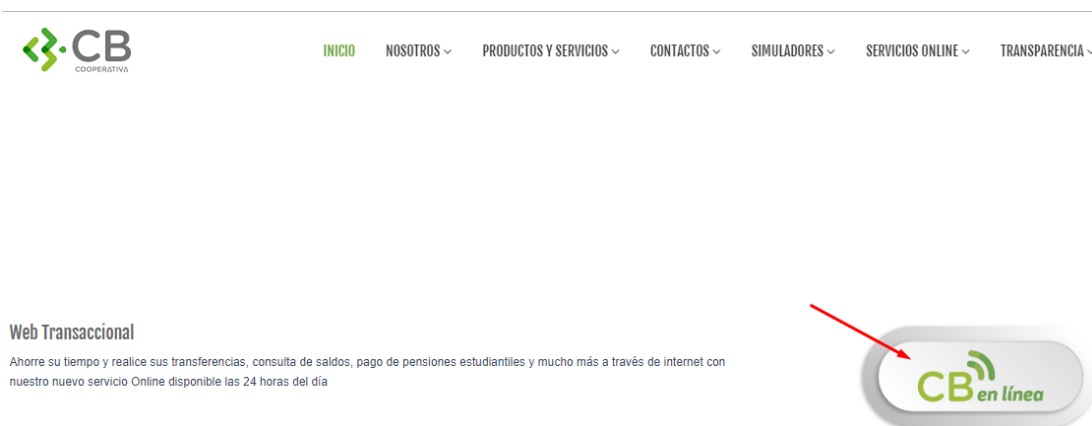 CB
COOPERATIVA
INICIO NOSOTROS PRODUCTOS Y SERVICIOS CONTACTOS SIMULADORES SERVICIOS ONLINE TRANSPARENCIA
Web Transaccional
Ahorre su tiempo y realice sus transferencias, consulta de saldos, pago de pensiones estudiantiles y mucho más a través de internet con
nuestro nuevo servicio Online disponible las 24 horas del día
CB en línea